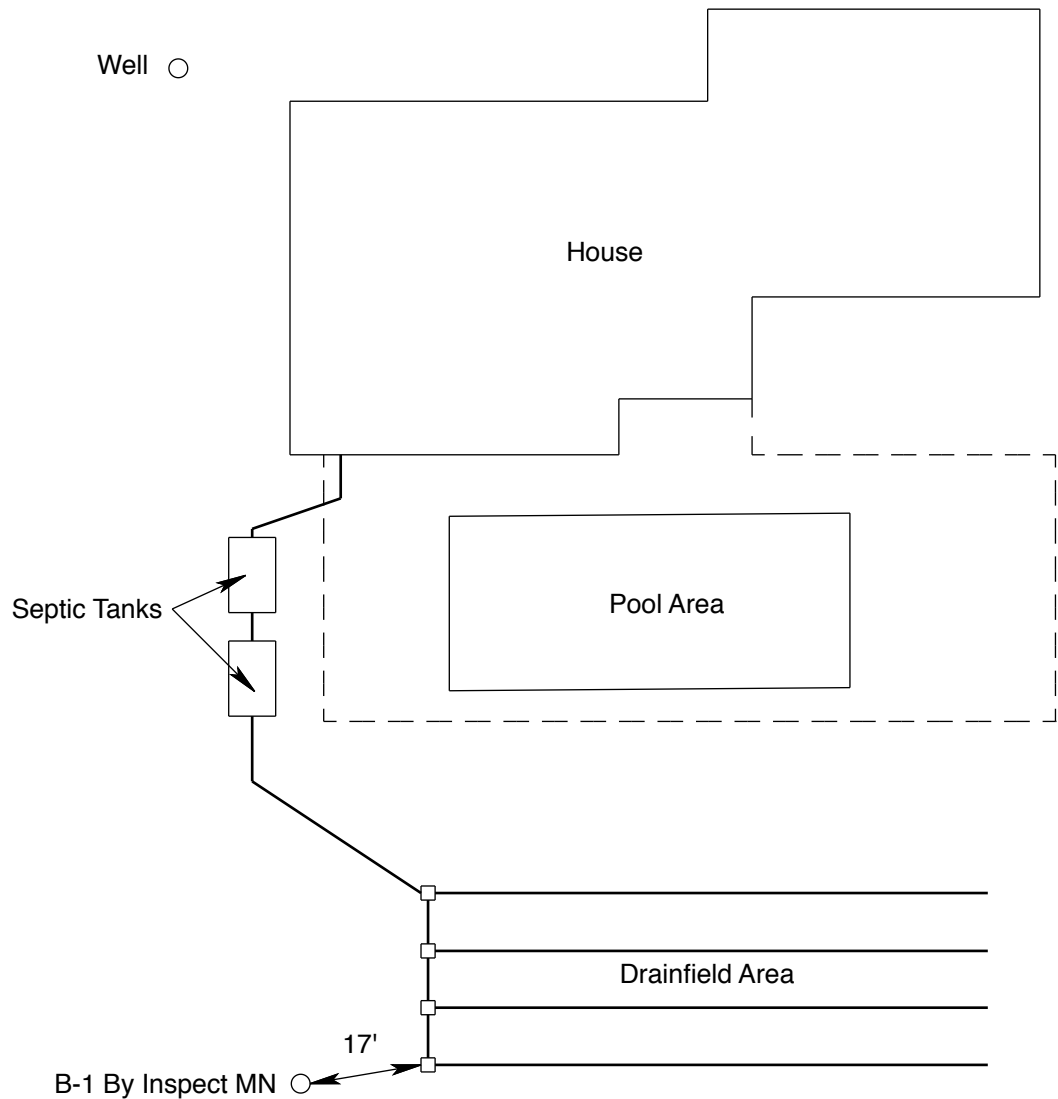 Well
House
Pool Area
Septic Tanks
Drainfield Area
17'
B-1 By Inspect MN